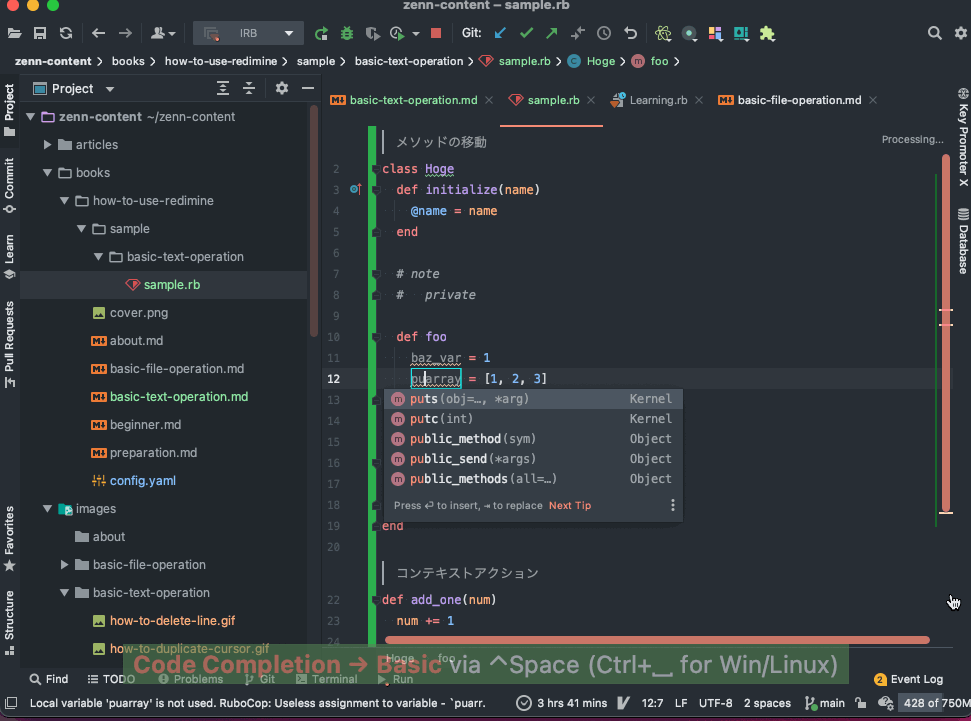 zenn-content – sample.rb
IRB
Git:
zenn-content > books > how-to-use-redimine > sample > basic-text-operation > sample.rb > C Hoge > m foo >
Project
Commit
Learn
Pull Requests
Favorites
Structure
Project
zenn-content ~/zenn-content
articles
books
how-to-use-redimine
sample
basic-text-operation
sample.rb
cover.png
about.md
basic-file-operation.md
basic-text-operation.md
beginner.md
preparation.md
config.yaml
images
about
basic-file-operation
basic-text-operation
how-to-delete-line.gif
how-to-duplicate-cursor.gif
basic-text-operation.md
sample.rb
Learning.rb
basic-file-operation.md
Key Promoter X
Database
Processing...
メソッドの移動
2 class Hoge
3 def initialize(name)
4 @name = name
5 end
6
7 # note
8 # private
9
10 def foo
11 baz_var = 1
12 puarray = [1, 2, 3]
13
14
15
16
17
18
19 end
20
m puts(obj=…, *arg) Kernel
m putc(int) Kernel
m public_method(sym) Object
m public_send(*args) Object
m public_methods(all=…) Object
Press ⏎ to insert, ⇥ to replace Next Tip
コンテキストアクション
22 def add_one(num)
23 num += 1
24
Hoge foo
Code Completion → Basic via ^Space (Ctrl+␣ for Win/Linux)
Find TODO Problems Git Terminal Run
2 Event Log
Local variable 'puarray' is not used. RuboCop: Useless assignment to variable - `puarr.
3 hrs 41 mins 12:7 LF UTF-8 2 spaces main 428 of 750M